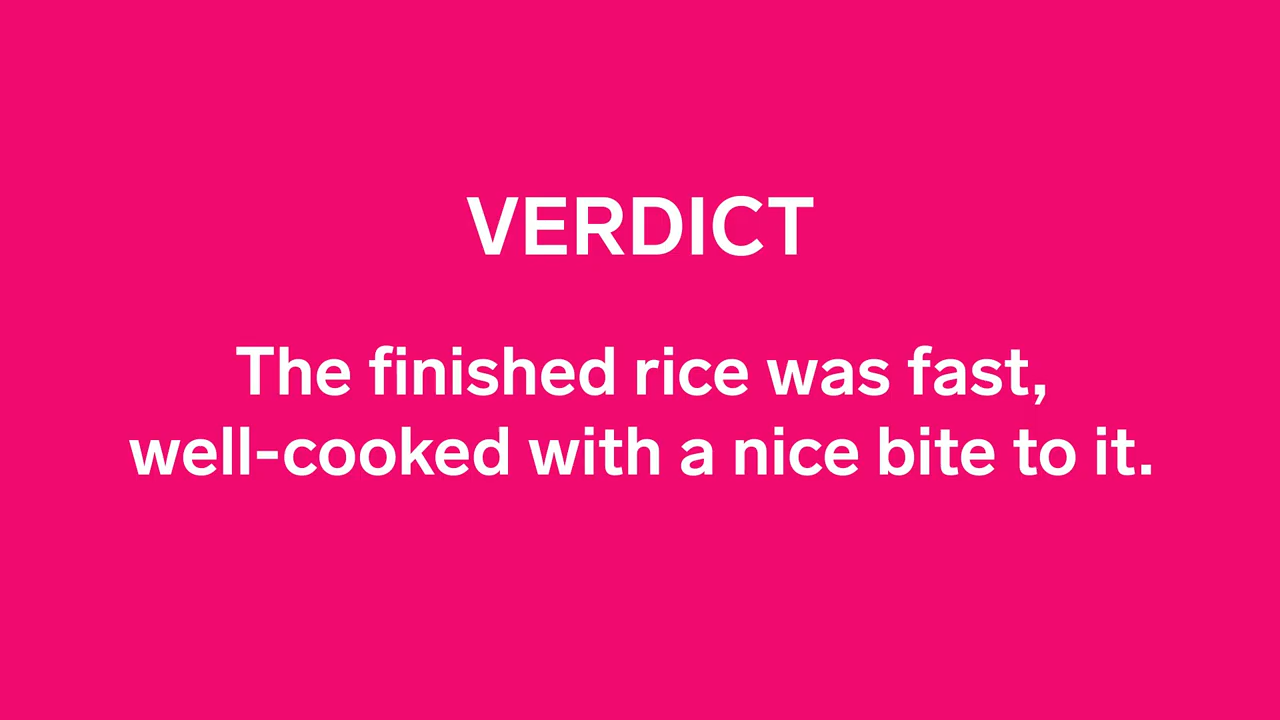 VERDICT
The finished rice was fast,
well-cooked with a nice bite to it.